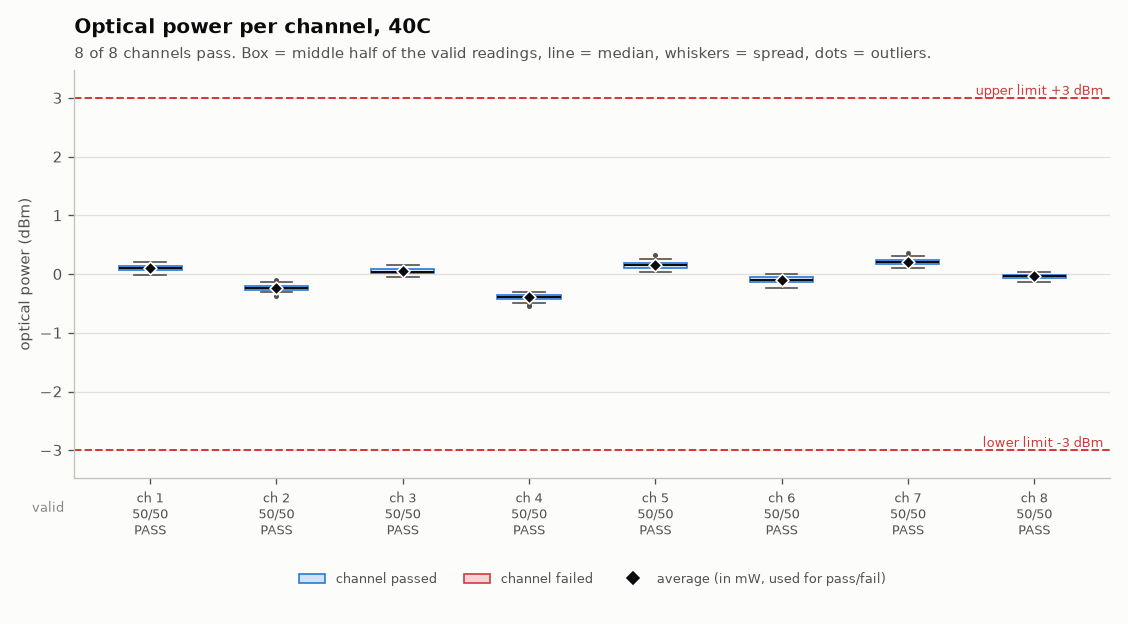 Optical power per channel, 40C
8 of 8 channels pass. Box = middle half of the valid readings, line = median, whiskers = spread, dots = outliers.
optical power (dBm)
3
2
1
0
−1
−2
−3
upper limit +3 dBm
lower limit -3 dBm
valid
ch 1
50/50
PASS
ch 2
50/50
PASS
ch 3
50/50
PASS
ch 4
50/50
PASS
ch 5
50/50
PASS
ch 6
50/50
PASS
ch 7
50/50
PASS
ch 8
50/50
PASS
channel passed
channel failed
average (in mW, used for pass/fail)